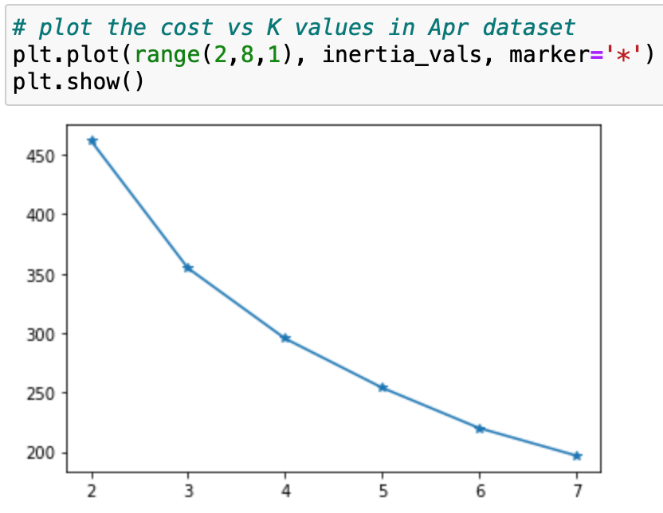 # plot the cost vs K values in Apr dataset
plt.plot(range(2,8,1), inertia_vals, marker='*')
plt.show()
450
400
350
300
250
200
2 3 4 5 6 7